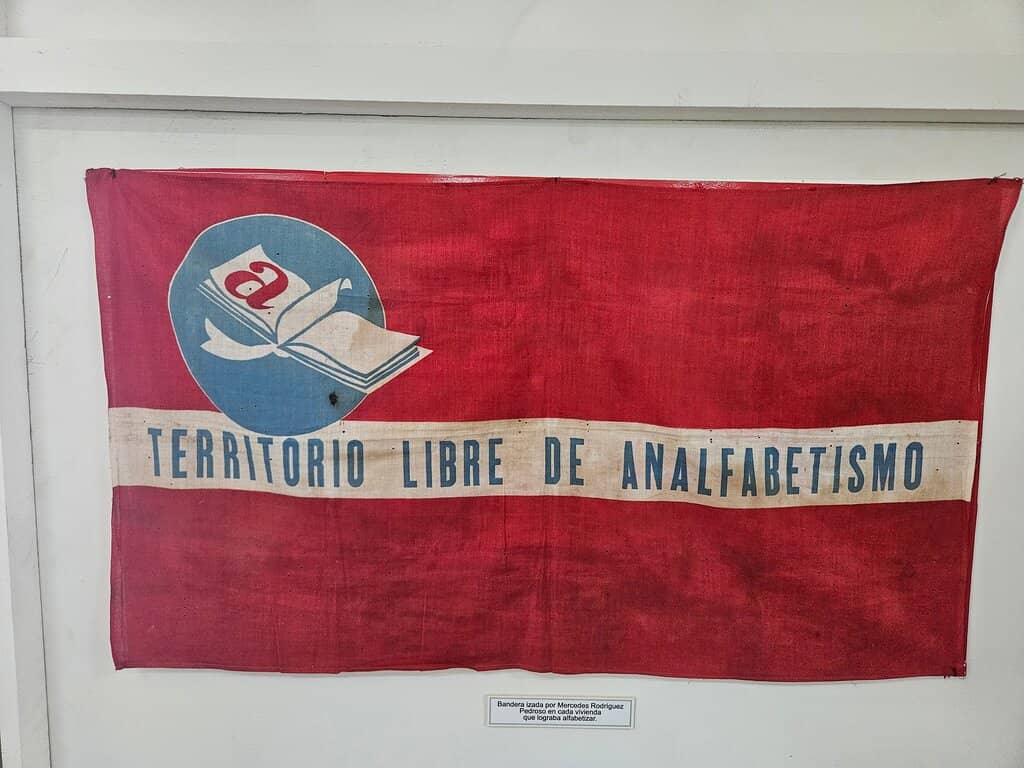 a
TERRITORIO LIBRE DE ANALFABETISMO
Bandera izada por Mercedes Rodríguez
Pedroso en cada vivienda
que lograba alfabetizar.